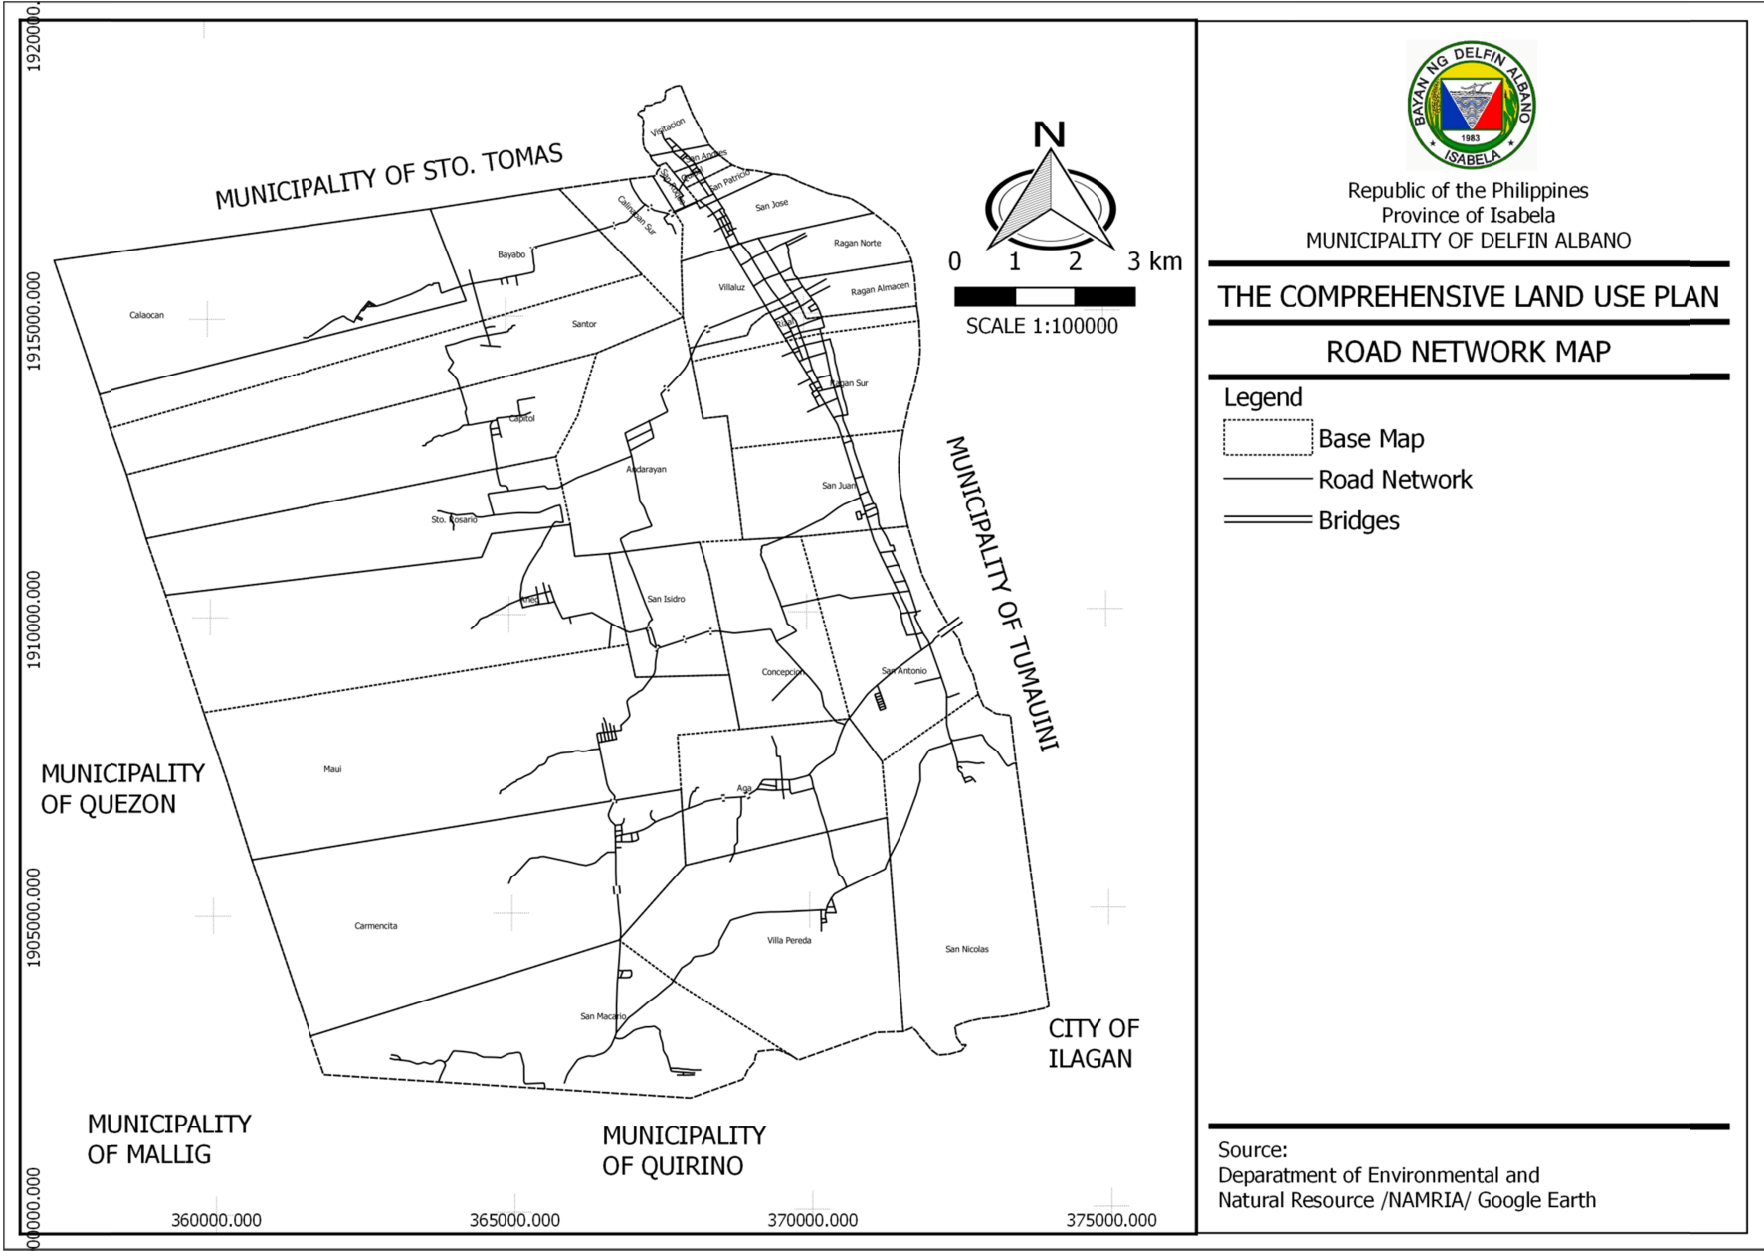 1920000.
1915000.000
1910000.000
1905000.000
00000.000
360000.000
365000.000
370000.000
375000.000
MUNICIPALITY OF STO. TOMAS
MUNICIPALITY OF TUMAUINI
MUNICIPALITY
OF QUEZON
MUNICIPALITY
OF MALLIG
MUNICIPALITY
OF QUIRINO
CITY OF
ILAGAN
Visitacion
San Andres
San Patricio
San Jose
Calinaoan Sur
Bayabo
Calaocan
Santor
Villaluz
Ragan Norte
Ragan Almacen
Rizal
Ragan Sur
Capitol
Andarayan
San Juan
Sto. Rosario
San Isidro
Concepcion
San Antonio
Maui
Aga
Carmencita
Villa Pereda
San Nicolas
San Macario
N
0 1 2 3 km
SCALE 1:100000
BAYAN NG DELFIN ALBANO
1983
ISABELA
Republic of the Philippines
Province of Isabela
MUNICIPALITY OF DELFIN ALBANO
THE COMPREHENSIVE LAND USE PLAN
ROAD NETWORK MAP
Legend
Base Map
Road Network
Bridges
Source:
Department of Environmental and
Natural Resource /NAMRIA/ Google Earth